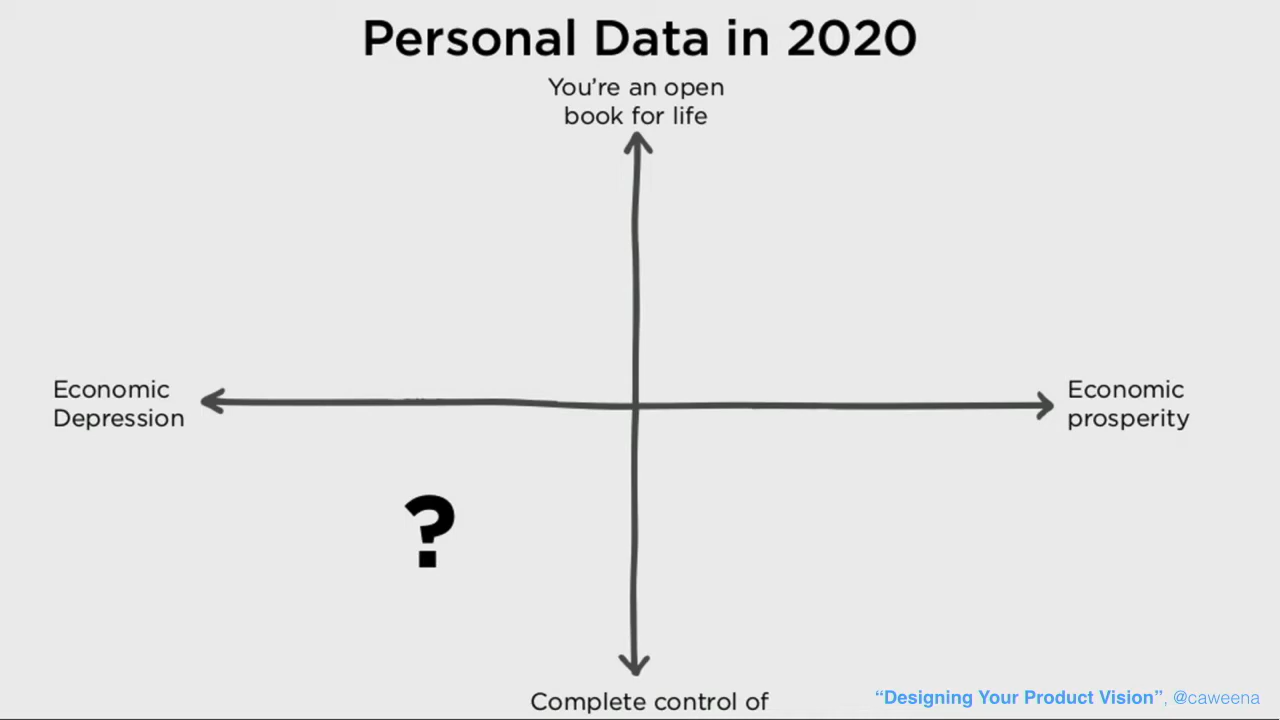 Personal Data in 2020
You’re an open
book for life
Economic
Depression
Economic
prosperity
?
Complete control of
“Designing Your Product Vision”, @caweena